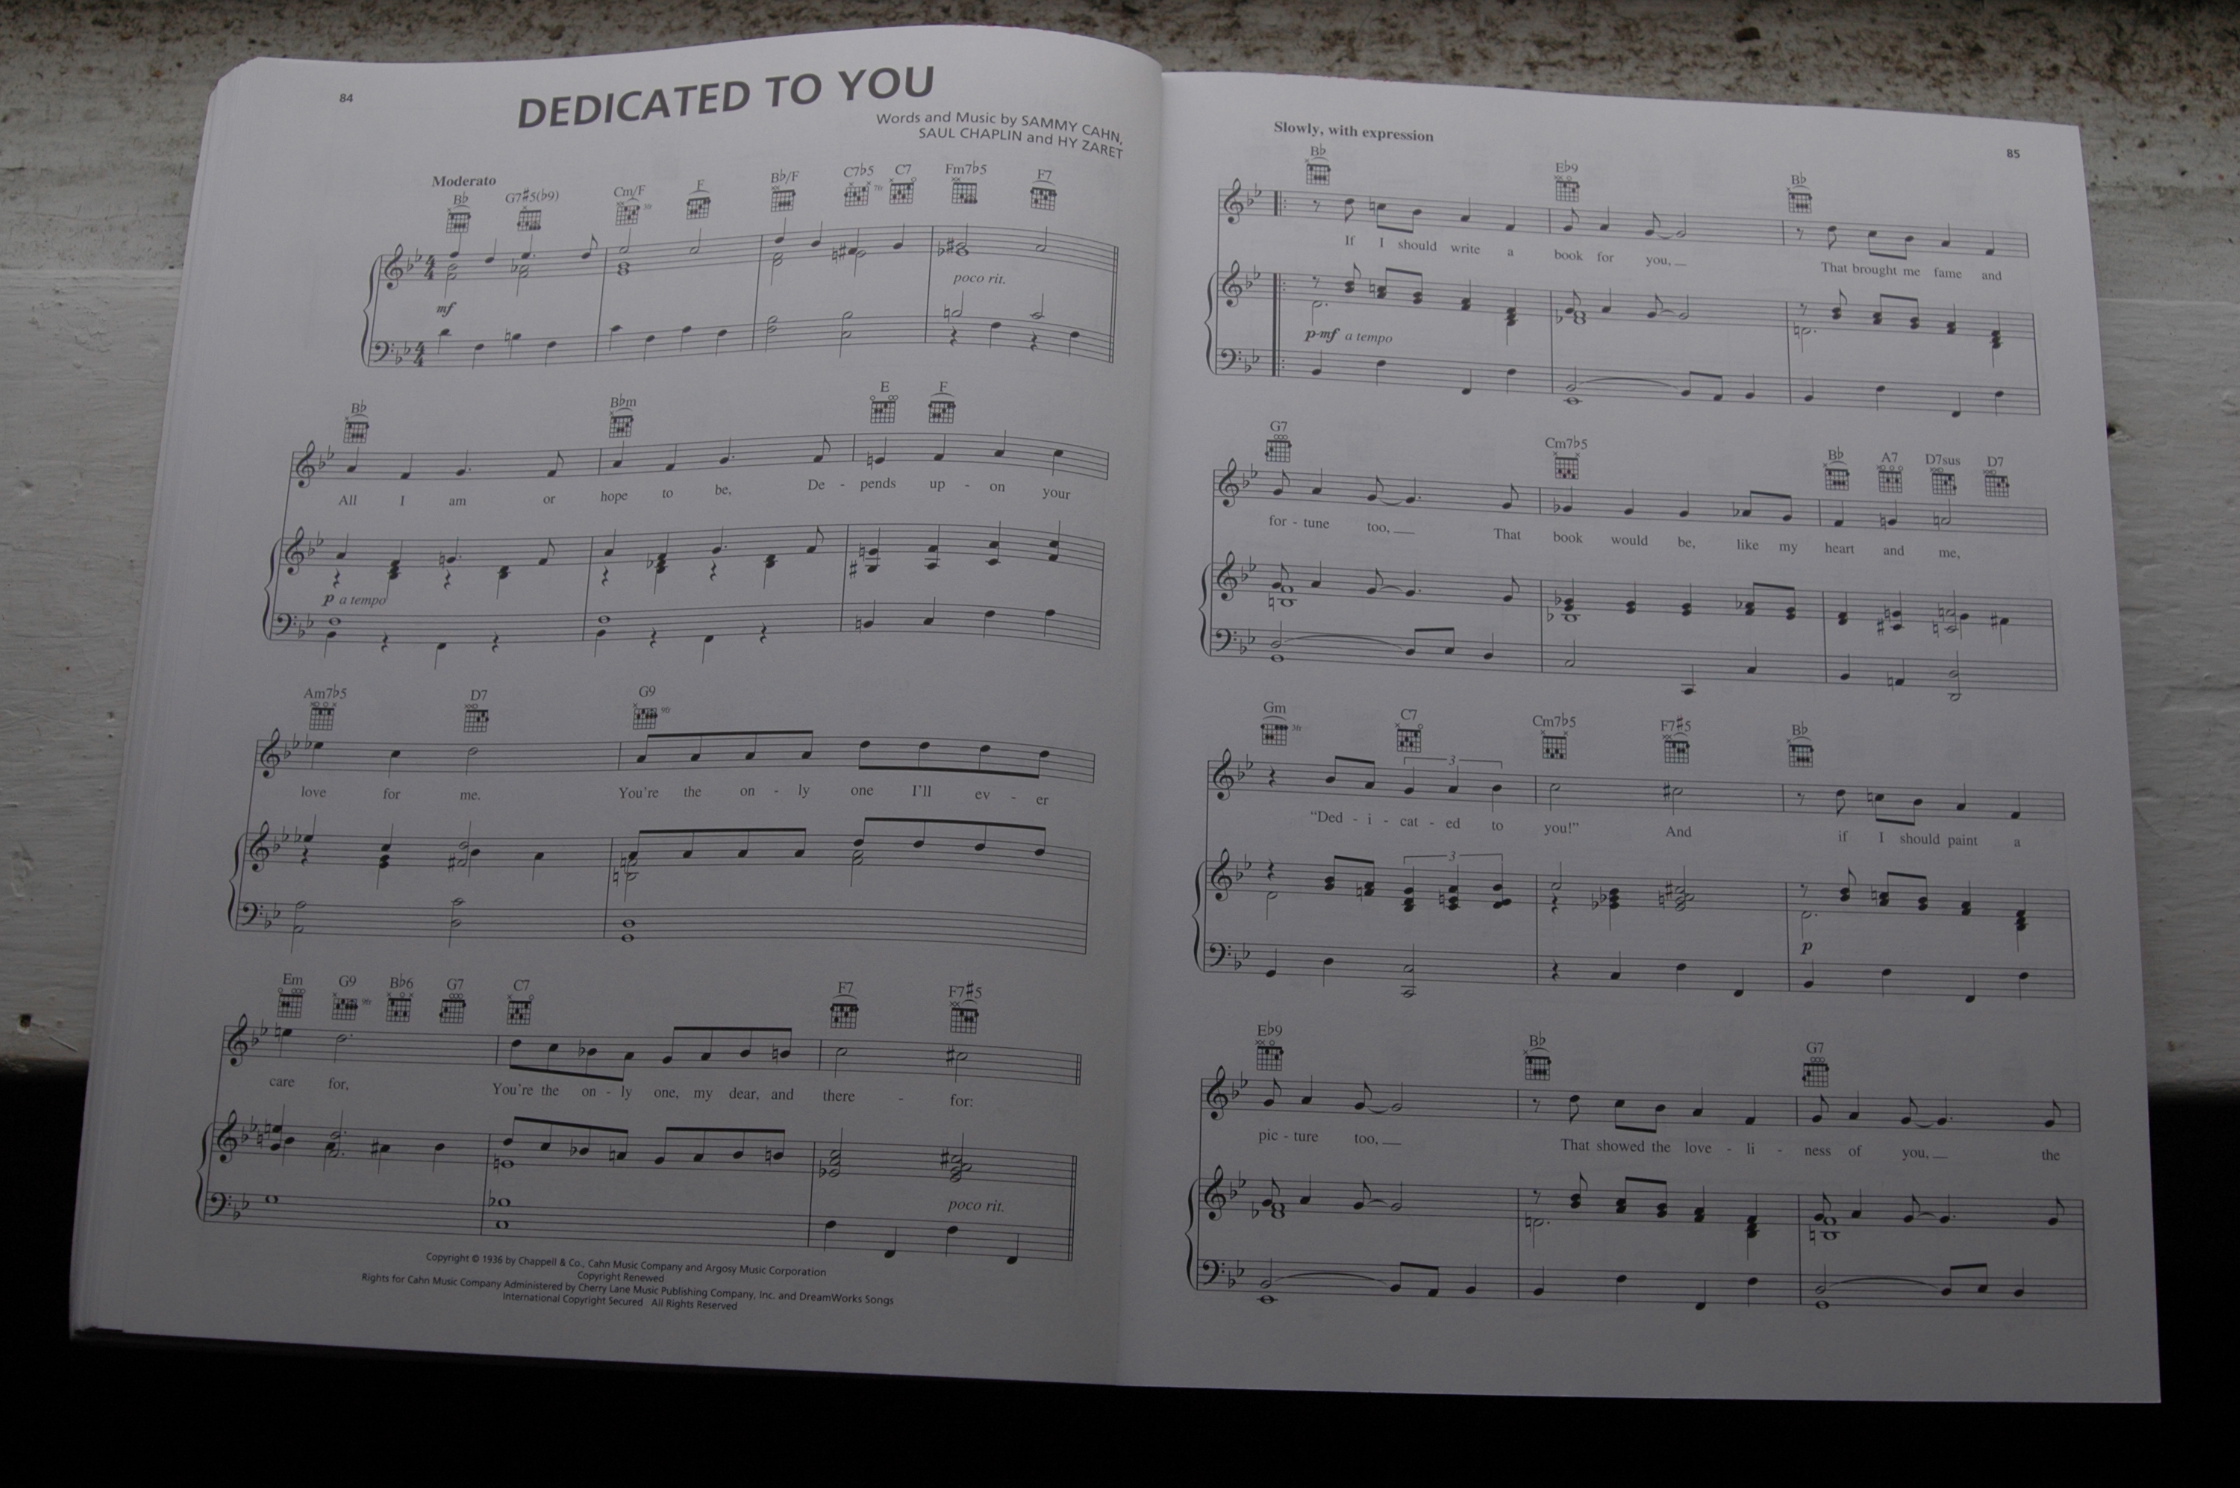 84
DEDICATED TO YOU
Words and Music by SAMMY CAHN,
SAUL CHAPLIN and HY ZARET
Moderato
B♭ G7♯5(♭9) Cm/F F B♭/F C7♭5 C7 Fm7♭5 F7
mf
poco rit.
B♭ B♭m E F
All I am or hope to be, De - pends up - on your
p a tempo
Am7♭5 D7 G9
love for me. You're the on - ly one I'll ev - er
Em G9 B♭6 G7 C7 F7 F7♯5
care for, You're the on - ly one, my dear, and there - for:
poco rit.
Copyright © 1936 by Chappell & Co., Cahn Music Company and Argosy Music Corporation
Copyright Renewed
Rights for Cahn Music Company Administered by Cherry Lane Music Publishing Company, Inc. and DreamWorks Songs
International Copyright Secured All Rights Reserved
85
Slowly, with expression
B♭ E♭9 B♭
If I should write a book for you, That brought me fame and
p-mf a tempo
G7 Cm7♭5 B♭ A7 D7sus D7
for - tune too, That book would be, like my heart and me,
Gm 3fr C7 Cm7♭5 F7♯5 B♭
3
"Ded - i - cat - ed to you!" And if I should paint a
3
p
E♭9 B♭ G7
pic - ture too, That showed the love - li - ness of you, the